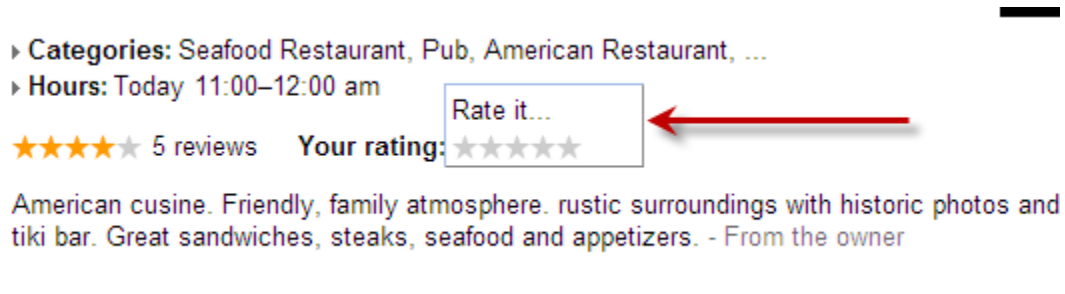 Categories: Seafood Restaurant, Pub, American Restaurant, ...
Hours: Today 11:00–12:00 am
Rate it...
5 reviews Your rating:
American cusine. Friendly, family atmosphere. rustic surroundings with historic photos and
tiki bar. Great sandwiches, steaks, seafood and appetizers. - From the owner